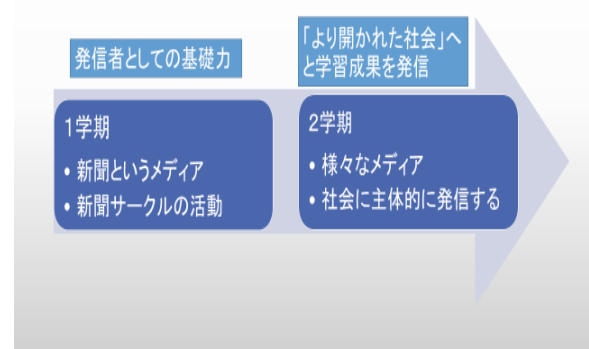 発信者としての基礎力
「より開かれた社会」へ
と学習成果を発信
1学期
• 新聞というメディア
• 新聞サークルの活動
2学期
• 様々なメディア
• 社会に主体的に発信する